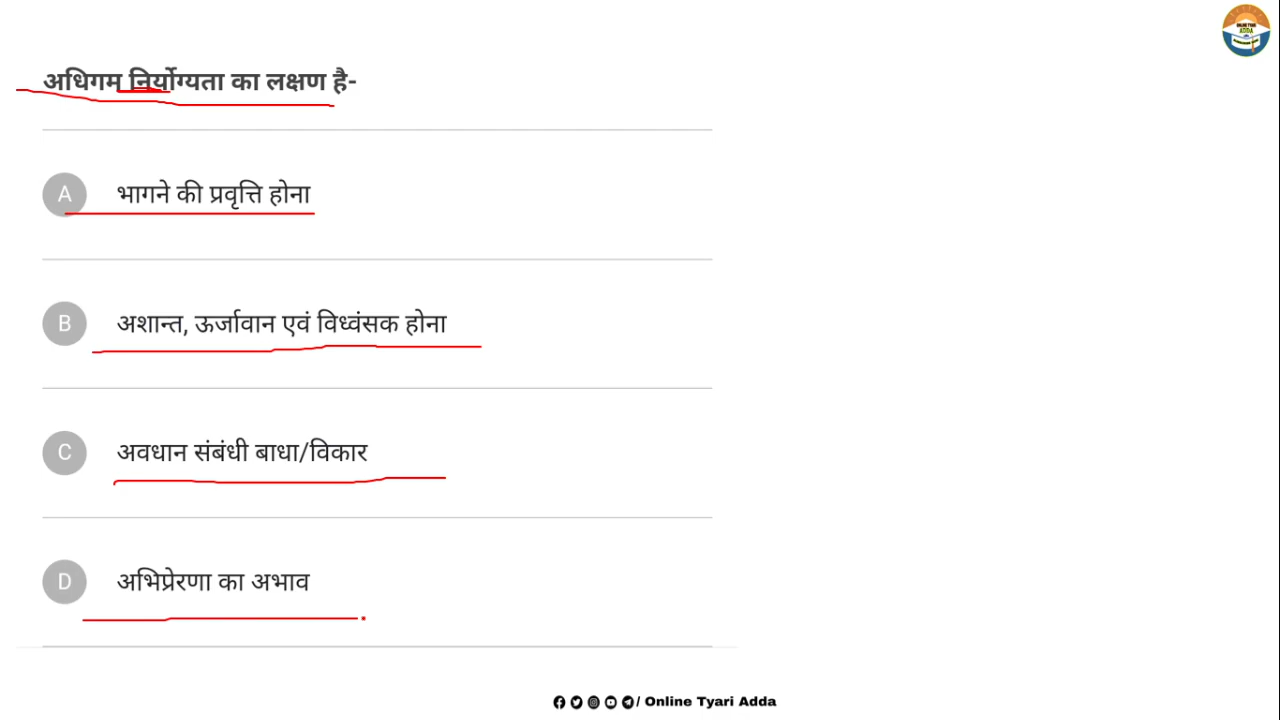 अधिगम निर्योग्यता का लक्षण है-
A भागने की प्रवृत्ति होना
B अशान्त, ऊर्जावान एवं विध्वंसक होना
C अवधान संबंधी बाधा/विकार
D अभिप्रेरणा का अभाव
/ Online Tyari Adda